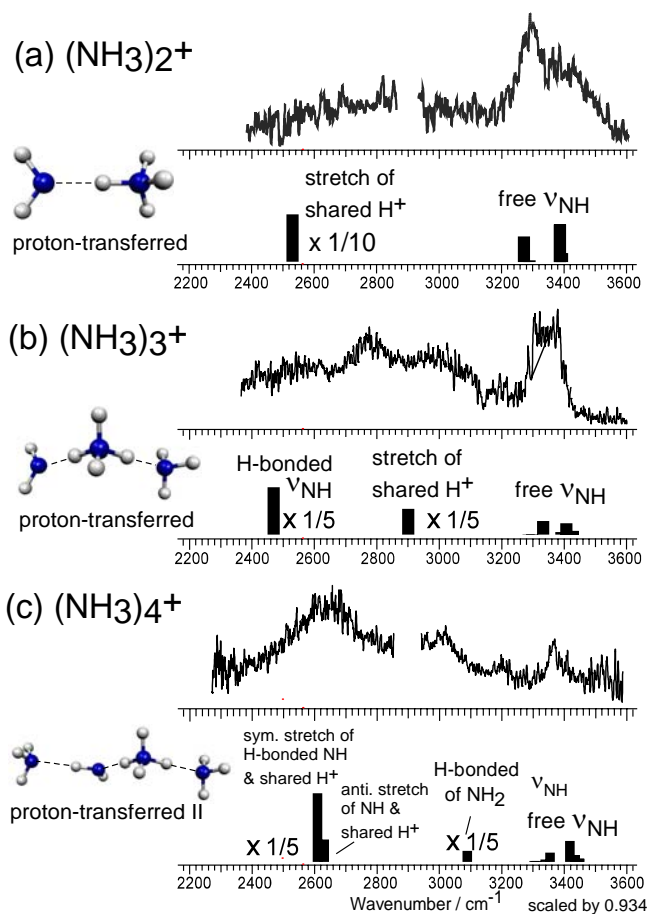 (a) (NH3)2+
stretch of
shared H+
x 1/10
free νNH
proton-transferred
2200 2400 2600 2800 3000 3200 3400 3600
(b) (NH3)3+
H-bonded
νNH
x 1/5
stretch of
shared H+
x 1/5
free νNH
proton-transferred
2200 2400 2600 2800 3000 3200 3400 3600
(c) (NH3)4+
sym. stretch of
H-bonded NH
& shared H+
x 1/5
anti. stretch
of NH &
shared H+
H-bonded
of NH2
x 1/5
νNH
free νNH
proton-transferred II
2200 2400 2600 2800 3000 3200 3400 3600
Wavenumber / cm-1
scaled by 0.934